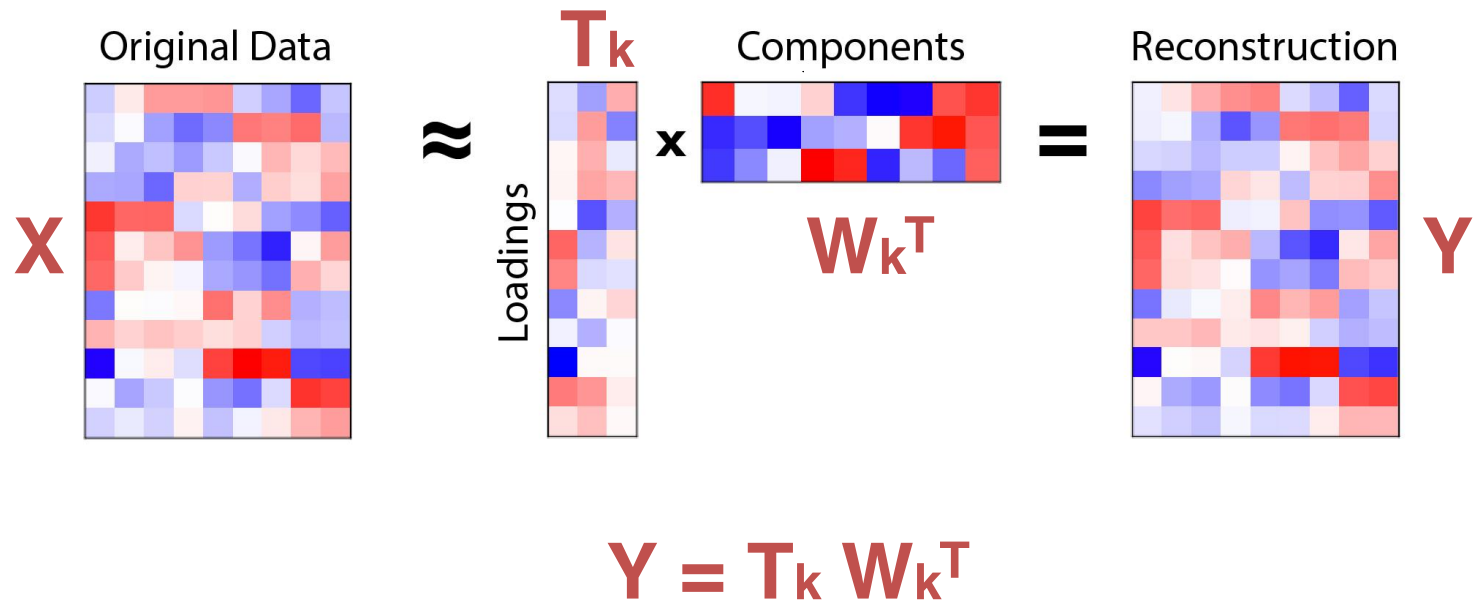 Original Data
Tk
Components
Reconstruction
≈
x
=
Loadings
X
WkT
Y
Y = Tk WkT